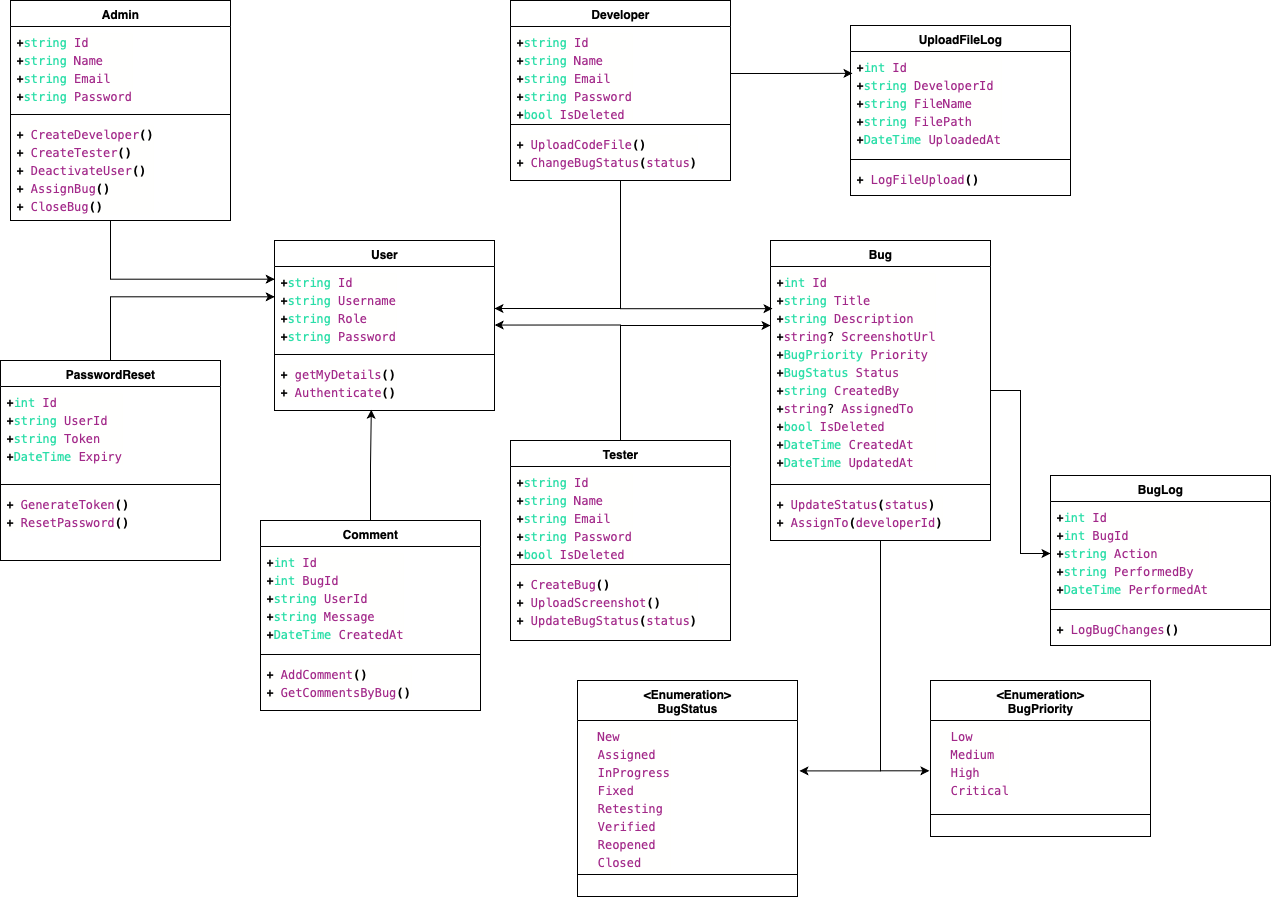 Admin
+string Id
+string Name
+string Email
+string Password
+ CreateDeveloper()
+ CreateTester()
+ DeactivateUser()
+ AssignBug()
+ CloseBug()
Developer
+string Id
+string Name
+string Email
+string Password
+bool IsDeleted
+ UploadCodeFile()
+ ChangeBugStatus(status)
UploadFileLog
+int Id
+string DeveloperId
+string FileName
+string FilePath
+DateTime UploadedAt
+ LogFileUpload()
User
+string Id
+string Username
+string Role
+string Password
+ getMyDetails()
+ Authenticate()
Bug
+int Id
+string Title
+string Description
+string? ScreenshotUrl
+BugPriority Priority
+BugStatus Status
+string CreatedBy
+string? AssignedTo
+bool IsDeleted
+DateTime CreatedAt
+DateTime UpdatedAt
+ UpdateStatus(status)
+ AssignTo(developerId)
PasswordReset
+int Id
+string UserId
+string Token
+DateTime Expiry
+ GenerateToken()
+ ResetPassword()
Tester
+string Id
+string Name
+string Email
+string Password
+bool IsDeleted
+ CreateBug()
+ UploadScreenshot()
+ UpdateBugStatus(status)
BugLog
+int Id
+int BugId
+string Action
+string PerformedBy
+DateTime PerformedAt
+ LogBugChanges()
Comment
+int Id
+int BugId
+string UserId
+string Message
+DateTime CreatedAt
+ AddComment()
+ GetCommentsByBug()
<Enumeration>
BugStatus
New
Assigned
InProgress
Fixed
Retesting
Verified
Reopened
Closed
<Enumeration>
BugPriority
Low
Medium
High
Critical